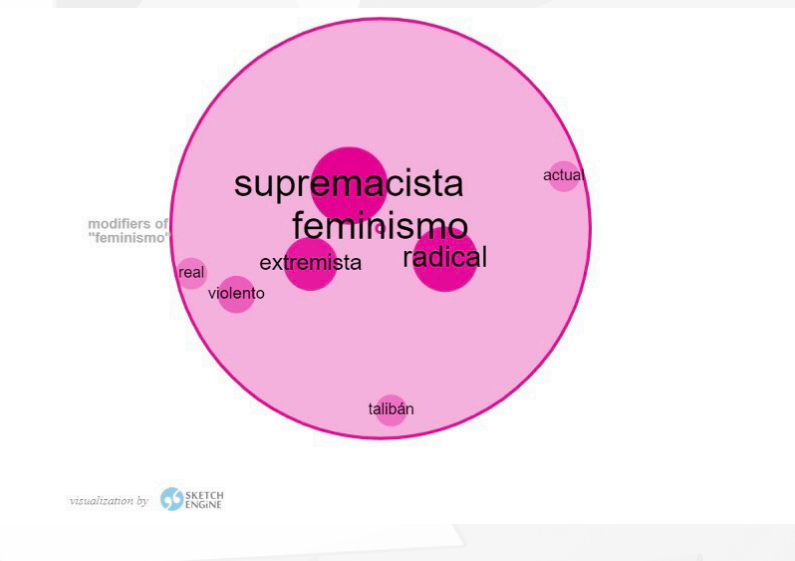 supremacista
actual
feminismo
modifiers of
"feminismo"
extremista
radical
real
violento
talibán
visualization by
SKETCH
ENGINE